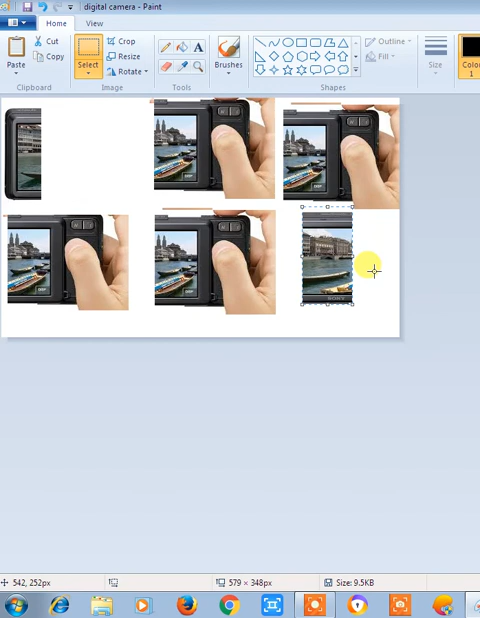 digital camera - Paint
Home View
Paste
Cut
Copy
Select
Crop
Resize
Rotate
Brushes
Outline
Fill
Size
Color
1
Clipboard Image Tools Shapes
SONY
542, 252px
579 × 348px
Size: 9.5KB